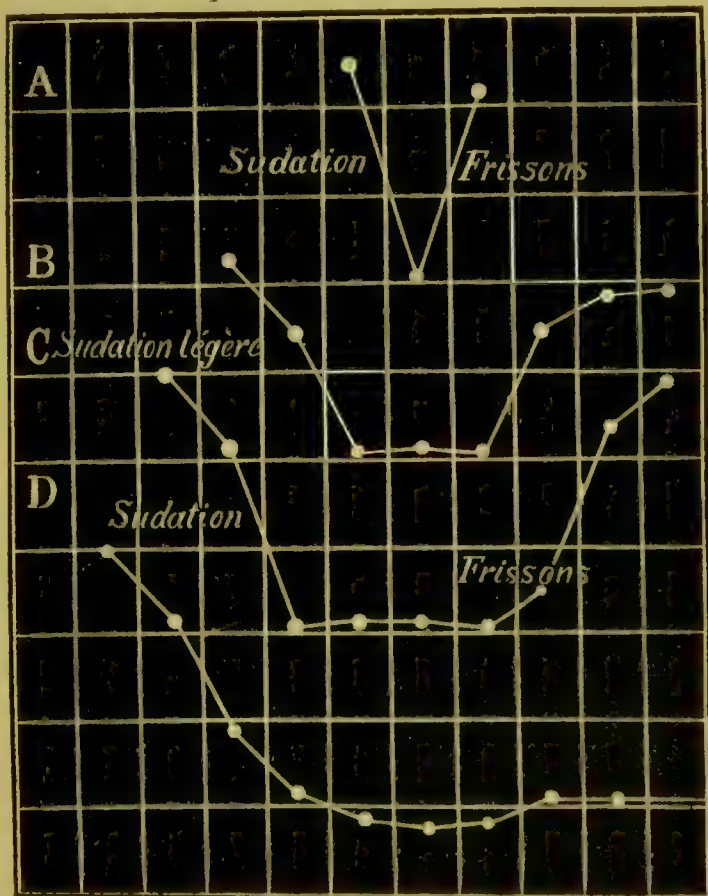 A
Sudation Frissons
B
C Sudation légère
D
Sudation
Frissons